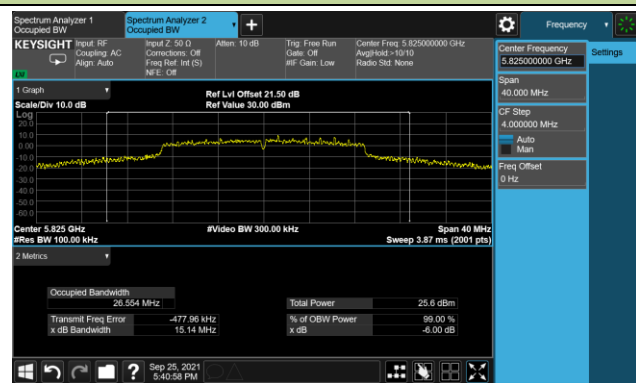 Spectrum Analyzer 1
Occupied BW
Spectrum Analyzer 2
Occupied BW
Frequency
KEYSIGHT
Input: RF
Coupling: AC
Align: Auto
Input Z: 50 Ω
Corrections: Off
Freq Ref: Int (S)
NFE: Off
Atten: 10 dB
Trig: Free Run
Gate: Off
#IF Gain: Low
Center Freq: 5.825000000 GHz
Avg|Hold:>10/10
Radio Std: None
Center Frequency
5.825000000 GHz
Settings
Span
40.000 MHz
CF Step
4.000000 MHz
Auto
Man
Freq Offset
0 Hz
1 Graph
Scale/Div 10.0 dB
Ref Lvl Offset 21.50 dB
Ref Value 30.00 dBm
Log
20.0
10.0
0.00
-10.0
-20.0
-30.0
-40.0
-50.0
-60.0
Center 5.825 GHz
#Res BW 100.00 kHz
#Video BW 300.00 kHz
Span 40 MHz
Sweep 3.87 ms (2001 pts)
2 Metrics
Occupied Bandwidth
26.554 MHz
Total Power 25.6 dBm
Transmit Freq Error -477.96 kHz
% of OBW Power 99.00 %
x dB Bandwidth 15.14 MHz
x dB -6.00 dB
Sep 25, 2021
5:40:58 PM